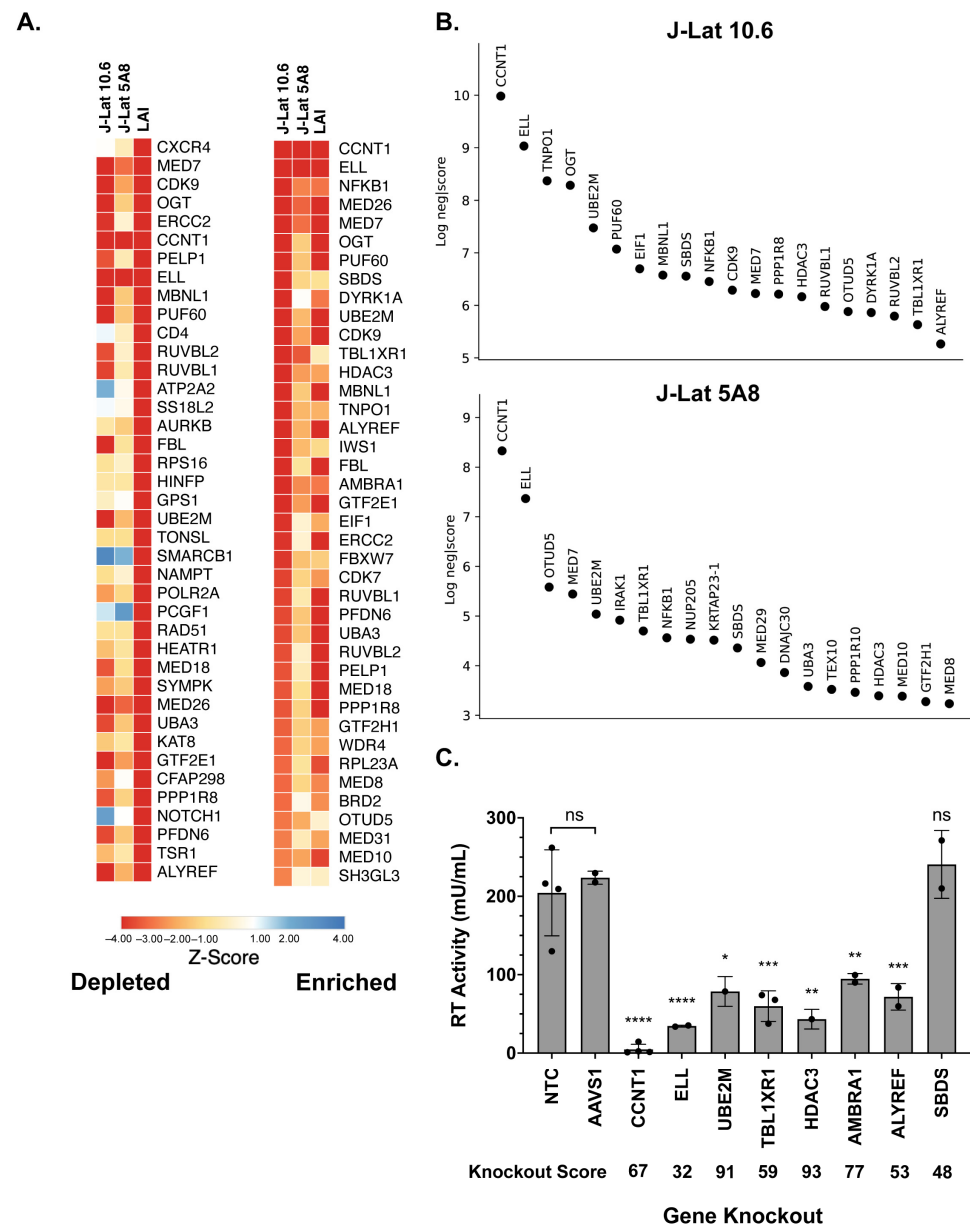 A.
J-Lat 10.6
J-Lat 5A8
LAI
CXCR4
MED7
CDK9
OGT
ERCC2
CCNT1
PELP1
ELL
MBNL1
PUF60
CD4
RUVBL2
RUVBL1
ATP2A2
SS18L2
AURKB
FBL
RPS16
HINFP
GPS1
UBE2M
TONSL
SMARCB1
NAMPT
POLR2A
PCGF1
RAD51
HEATR1
MED18
SYMPK
MED26
UBA3
KAT8
GTF2E1
CFAP298
PPP1R8
NOTCH1
PFDN6
TSR1
ALYREF
J-Lat 10.6
J-Lat 5A8
LAI
CCNT1
ELL
NFKB1
MED26
MED7
OGT
PUF60
SBDS
DYRK1A
UBE2M
CDK9
TBL1XR1
HDAC3
MBNL1
TNPO1
ALYREF
IWS1
FBL
AMBRA1
GTF2E1
EIF1
ERCC2
FBXW7
CDK7
RUVBL1
PFDN6
UBA3
RUVBL2
PELP1
MED18
PPP1R8
GTF2H1
WDR4
RPL23A
MED8
BRD2
OTUD5
MED31
MED10
SH3GL3
−4.00 −3.00 −2.00 −1.00 1.00 2.00 4.00
Z-Score
Depleted Enriched
B.
J-Lat 10.6
Log neg|score
10
9
8
7
6
5
CCNT1
ELL
TNPO1
OGT
UBE2M
PUF60
EIF1
MBNL1
SBDS
NFKB1
CDK9
MED7
PPP1R8
HDAC3
RUVBL1
OTUD5
DYRK1A
RUVBL2
TBL1XR1
ALYREF
J-Lat 5A8
Log neg|score
9
8
7
6
5
4
3
CCNT1
ELL
OTUD5
MED7
UBE2M
IRAK1
TBL1XR1
NFKB1
NUP205
KRTAP23-1
SBDS
MED29
DNAJC30
UBA3
TEX10
PPP1R10
HDAC3
MED10
GTF2H1
MED8
C.
RT Activity (mU/mL)
300
200
100
0
ns
****
****
*
***
**
**
***
ns
NTC
AAVS1
CCNT1
ELL
UBE2M
TBL1XR1
HDAC3
AMBRA1
ALYREF
SBDS
Knockout Score 67 32 91 59 93 77 53 48
Gene Knockout